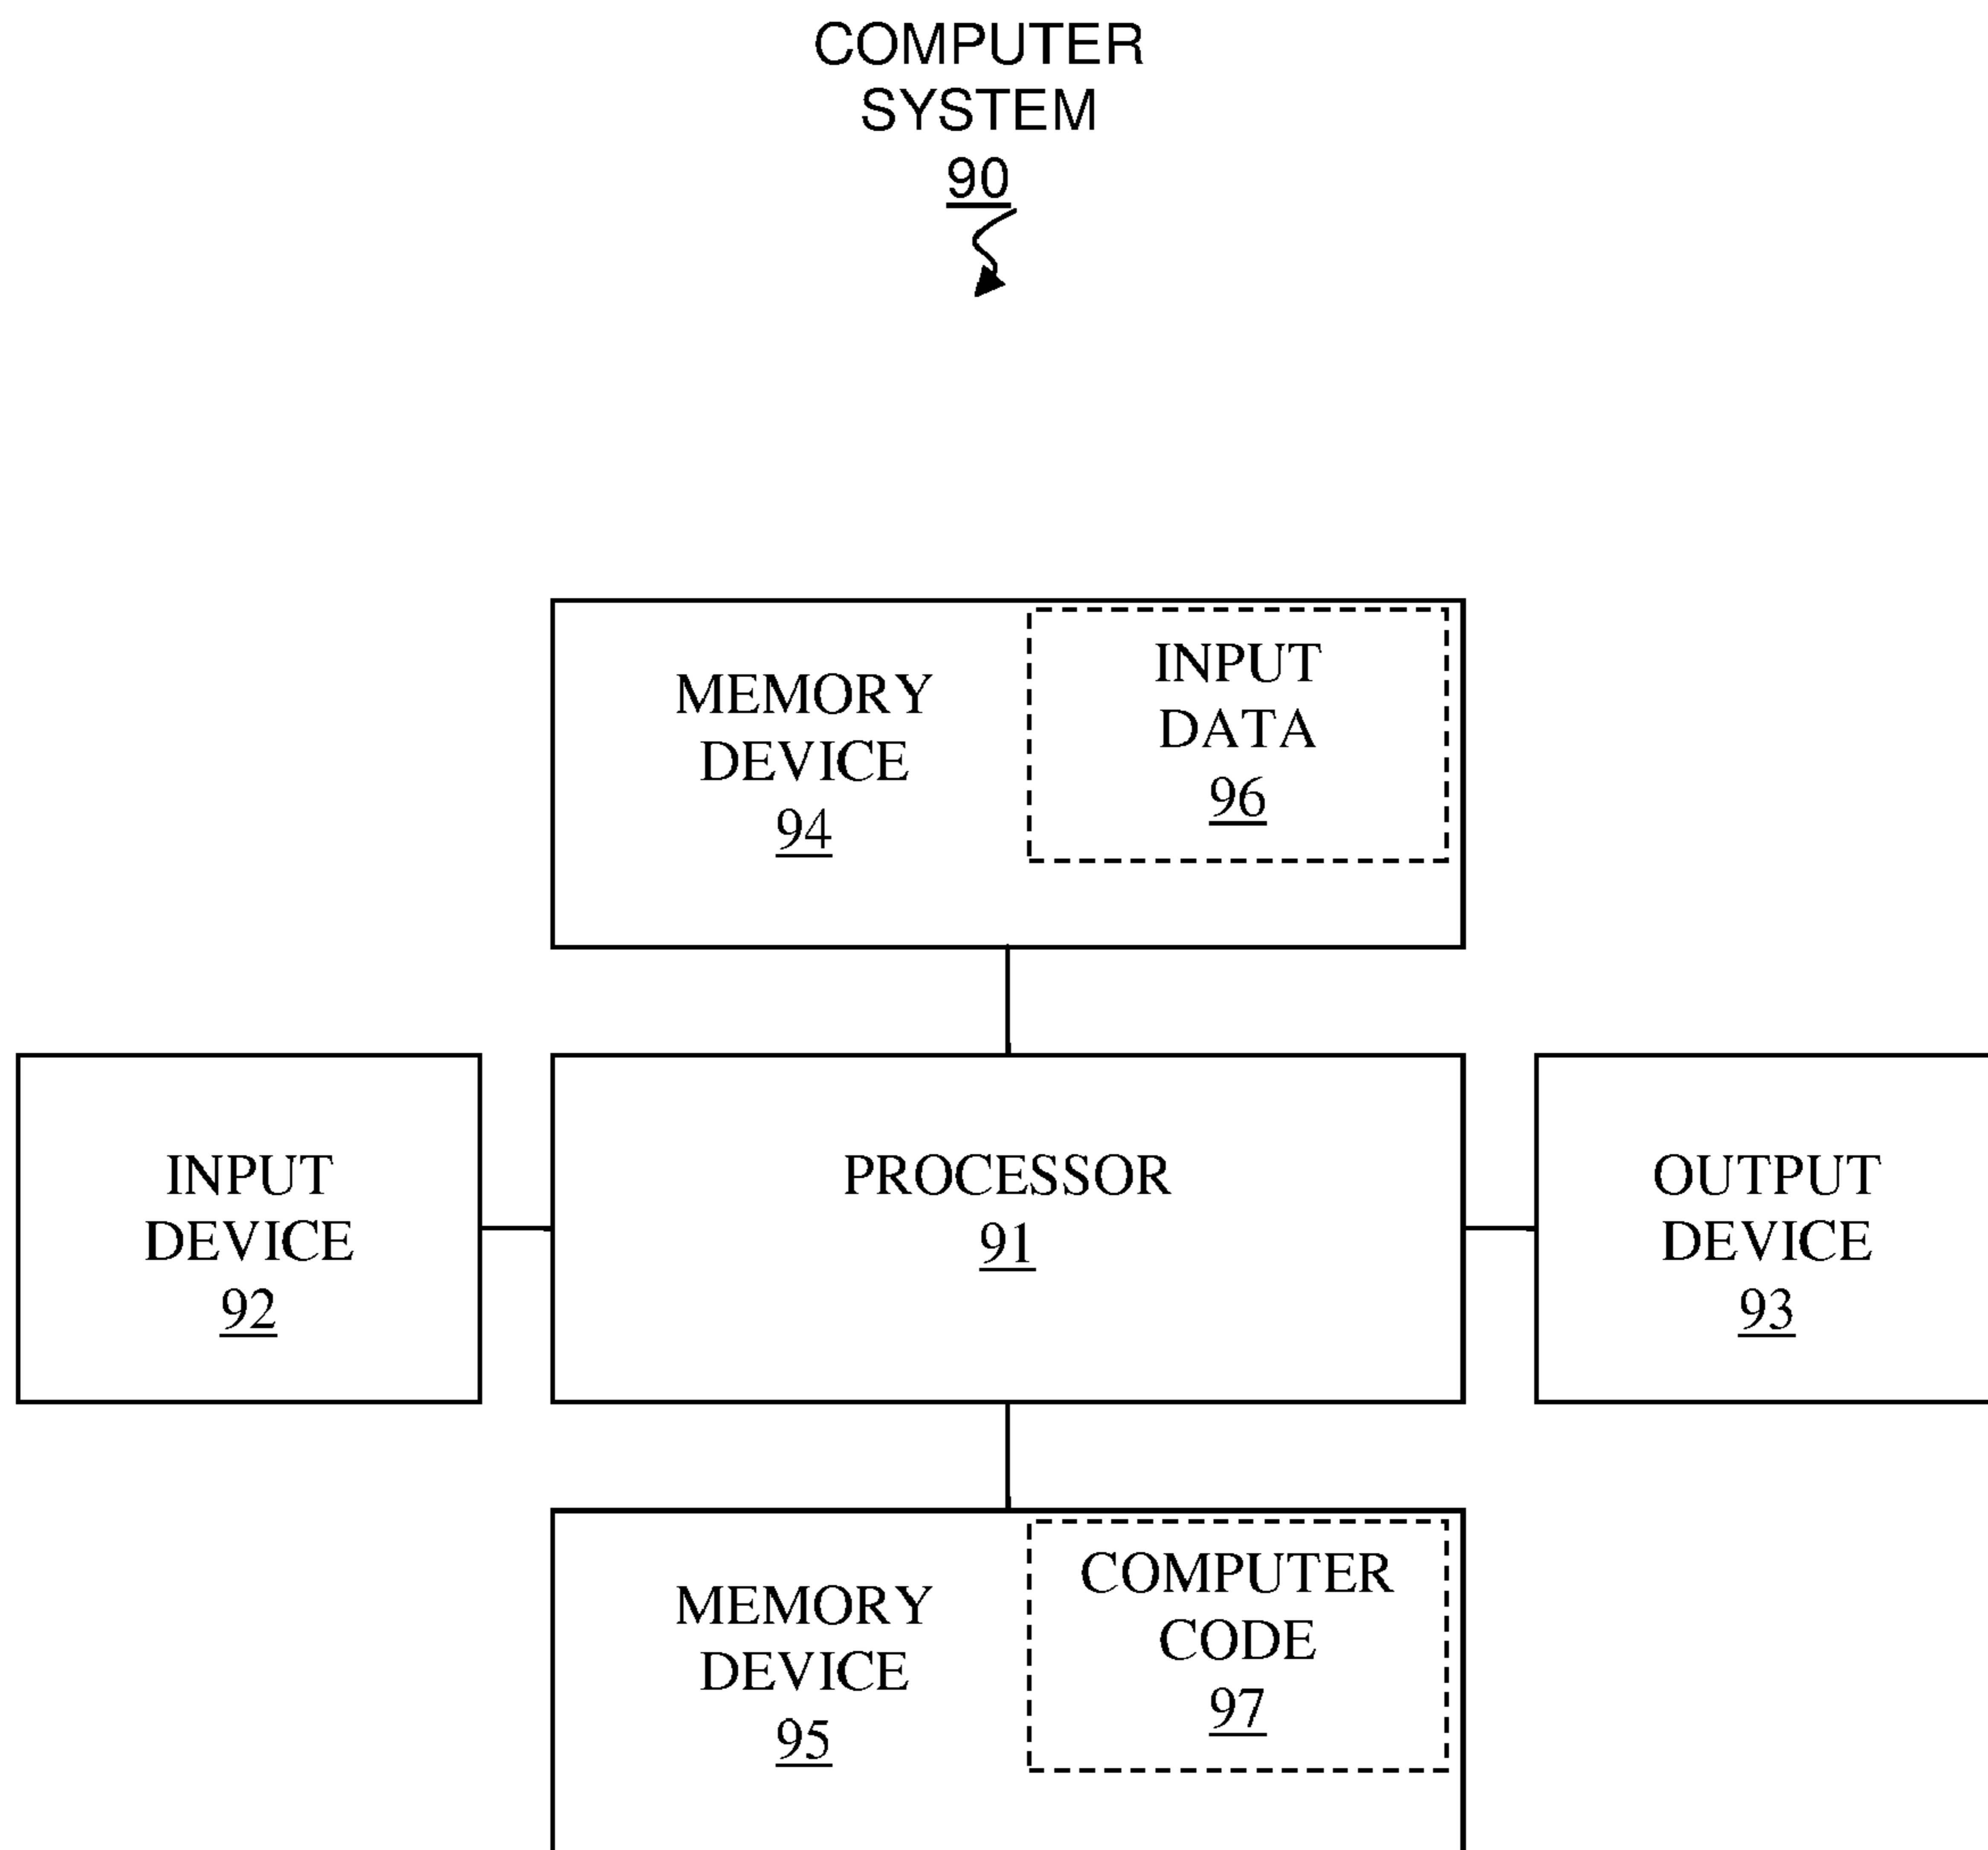 COMPUTER
SYSTEM
90
MEMORY
DEVICE
94
INPUT
DATA
96
INPUT
DEVICE
92
PROCESSOR
91
OUTPUT
DEVICE
93
MEMORY
DEVICE
95
COMPUTER
CODE
97